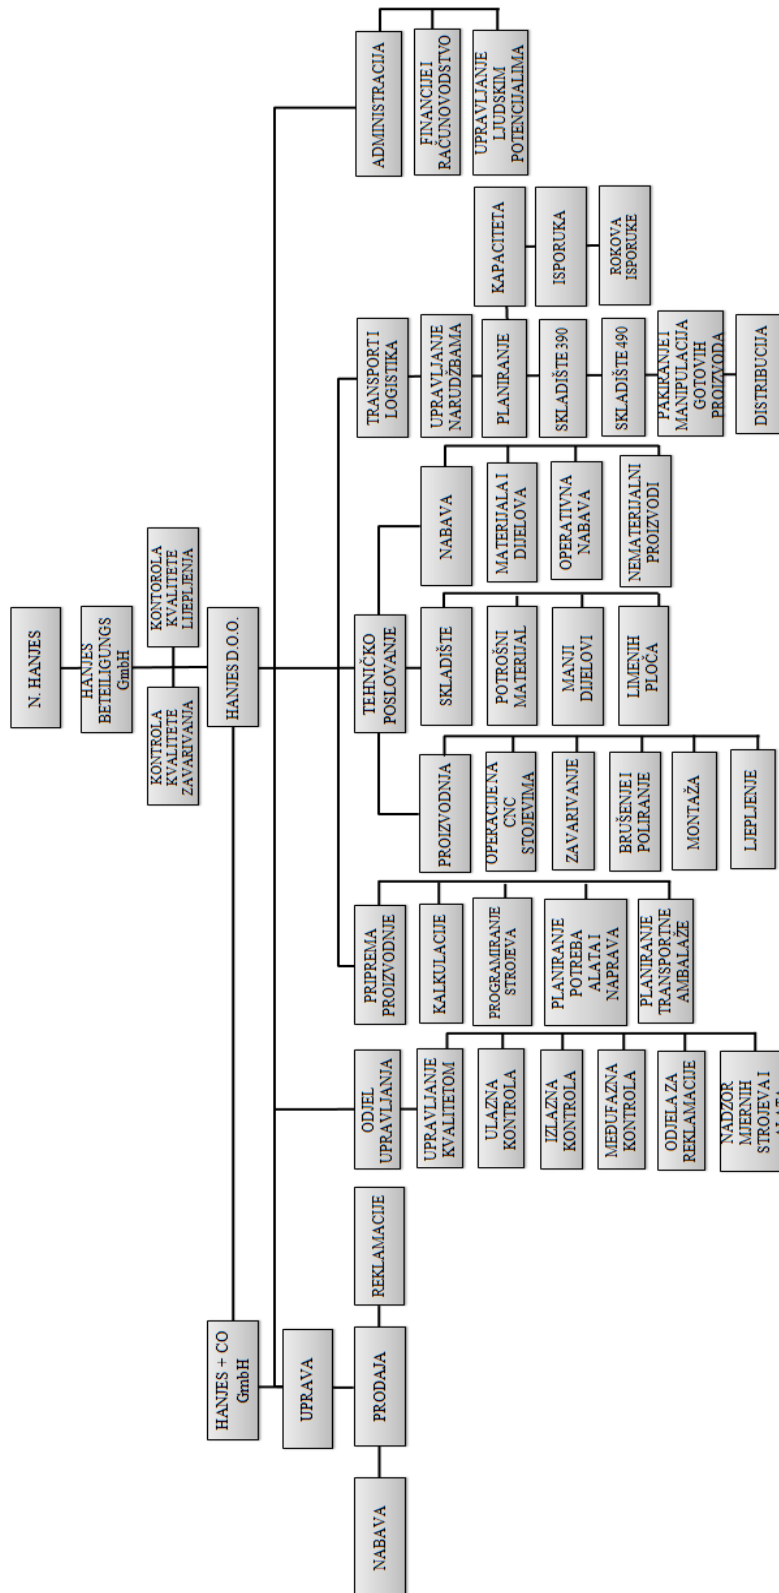 N. HANJES
HANJES
BETEILIGUNGS
GmbH
KONTROLA
KVALITETE
ZAVARIVANJA
KONTOROLA
KVALITETE
LIJEPLJENJA
HANJES + CO
GmbH
HANJES D.O.O.
UPRAVA
NABAVA
PRODAJA
REKLAMACIJE
ODJEL
UPRAVLJANJA
UPRAVLJANJE
KVALITETOM
ULAZNA
KONTROLA
IZLAZNA
KONTROLA
MEĐUFAZNA
KONTROLA
ODJELA ZA
REKLAMACIJE
NADZOR
MJERNIH
STROJEVA I
ALATA
PRIPREMA
PROIZVODNJE
KALKULACIJE
PROGRAMIRANJE
STROJEVA
PLANIRANJE
POTREBA
ALATA I
NAPRAVA
PLANIRANJE
TRANSPORTNE
AMBALAŽE
TEHNIČKO
POSLOVANJE
PROIZVODNJA
OPERACIJE NA
CNC
STOJEVIMA
ZAVARIVANJE
BRUŠENJE I
POLIRANJE
MONTAŽA
LJEPLJENJE
SKLADIŠTE
POTROŠNI
MATERIJAL
MANJI
DIJELOVI
LIMENIH
PLOČA
NABAVA
MATERIJALA I
DIJELOVA
OPERATIVNA
NABAVA
NEMATERIJALNI
PROIZVODI
TRANSPORT I
LOGISTIKA
UPRAVLJANJE
NARUDŽBAMA
PLANIRANJE
SKLADIŠTE 390
SKLADIŠTE 490
PAKIRANJE I
MANIPULACIJA
GOTOVIH
PROIZVODA
DISTRIBUCIJA
KAPACITETA
ISPORUKA
ROKOVA
ISPORUKE
ADMINISTRACIJA
FINANCIJE I
RAČUNOVODSTVO
UPRAVLJANJE
LJUDSKIM
POTENCIJALIMA